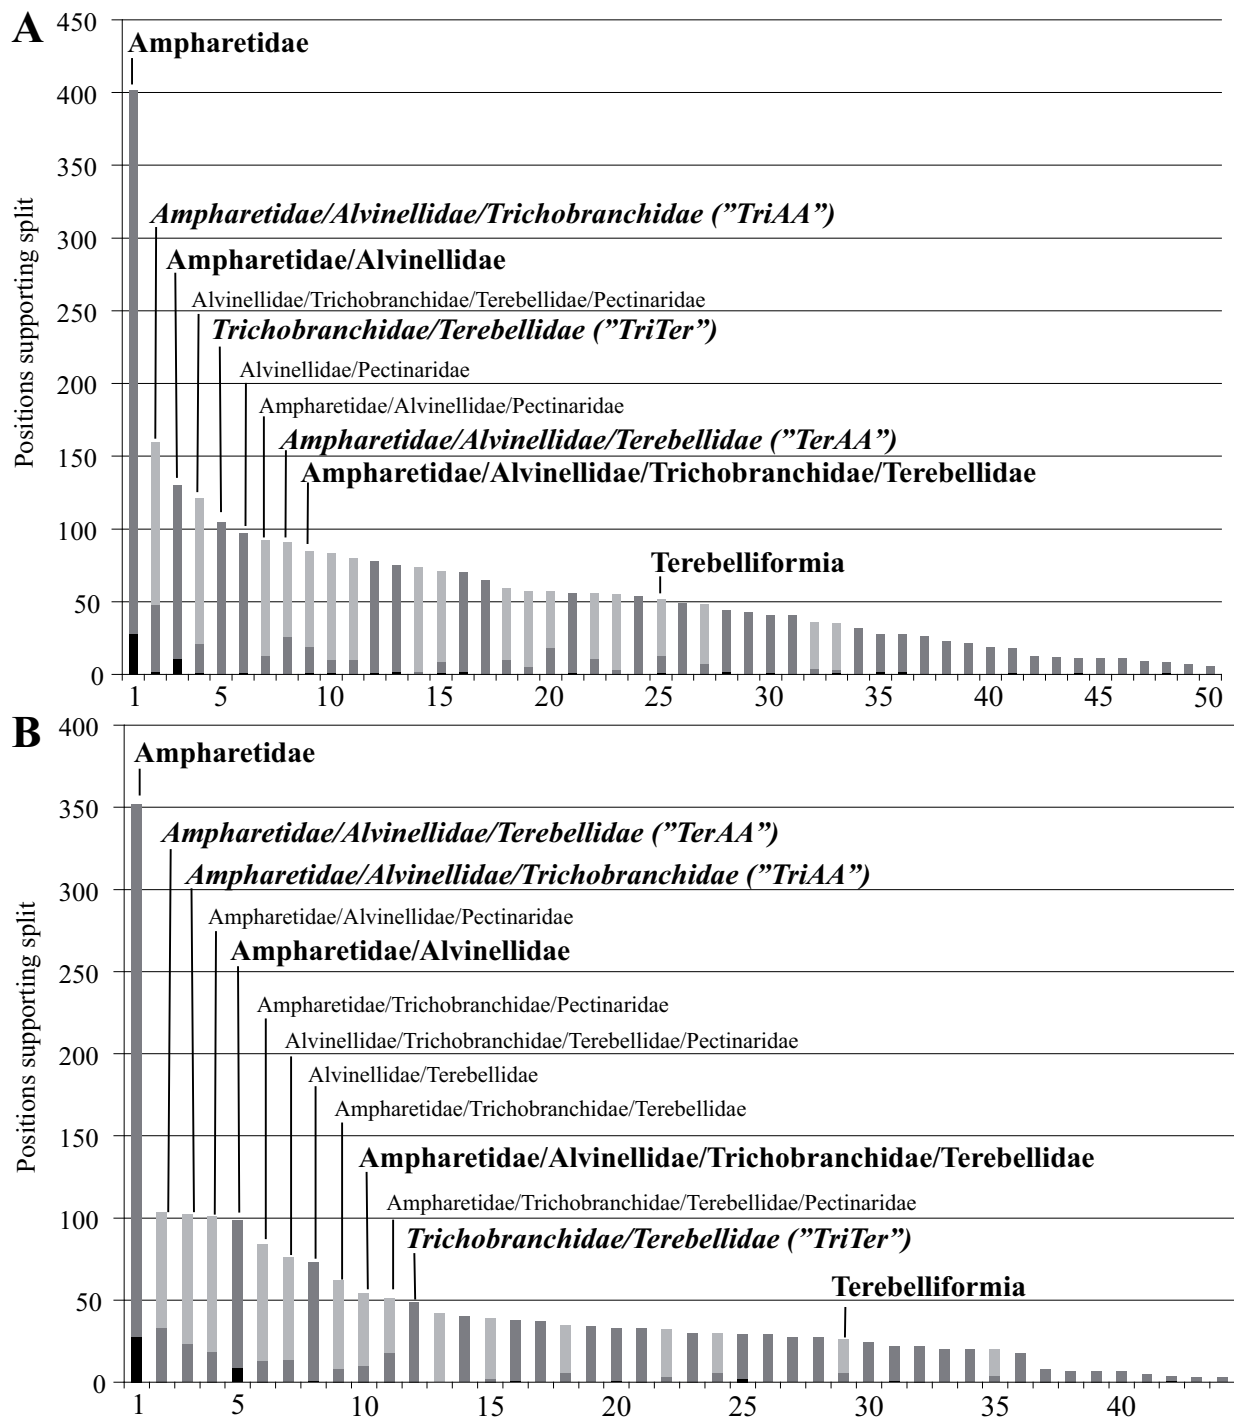 A
450
400
350
300
250
200
150
100
50
0
Positions supporting split
Ampharetidae
Ampharetidae/Alvinellidae/Trichobranchidae (”TriAA”)
Ampharetidae/Alvinellidae
Alvinellidae/Trichobranchidae/Terebellidae/Pectinaridae
Trichobranchidae/Terebellidae (”TriTer”)
Alvinellidae/Pectinaridae
Ampharetidae/Alvinellidae/Pectinaridae
Ampharetidae/Alvinellidae/Terebellidae (”TerAA”)
Ampharetidae/Alvinellidae/Trichobranchidae/Terebellidae
Terebelliformia
1 5 10 15 20 25 30 35 40 45 50
B
400
350
300
250
200
150
100
50
0
Positions supporting split
Ampharetidae
Ampharetidae/Alvinellidae/Terebellidae (”TerAA”)
Ampharetidae/Alvinellidae/Trichobranchidae (”TriAA”)
Ampharetidae/Alvinellidae/Pectinaridae
Ampharetidae/Alvinellidae
Ampharetidae/Trichobranchidae/Pectinaridae
Alvinellidae/Trichobranchidae/Terebellidae/Pectinaridae
Alvinellidae/Terebellidae
Ampharetidae/Trichobranchidae/Terebellidae
Ampharetidae/Alvinellidae/Trichobranchidae/Terebellidae
Ampharetidae/Trichobranchidae/Terebellidae/Pectinaridae
Trichobranchidae/Terebellidae (”TriTer”)
Terebelliformia
1 5 10 15 20 25 30 35 40